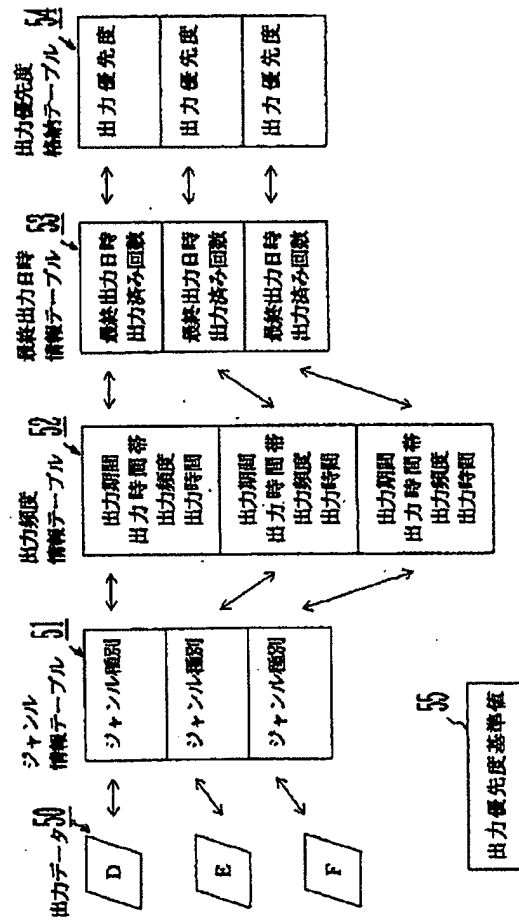 出力データ 50
D
E
F
ジャンル
情報テーブル 51
ジャンル種別
ジャンル種別
ジャンル種別
出力頻度
情報テーブル 52
出力期間
出力時間帯
出力頻度
出力時間
出力期間
出力時間帯
出力頻度
出力時間
出力期間
出力時間帯
出力頻度
出力時間
最終出力日時
情報テーブル 53
最終出力日時
出力済み回数
最終出力日時
出力済み回数
最終出力日時
出力済み回数
出力優先度
格納テーブル 54
出力優先度
出力優先度
出力優先度
55
出力優先度基準値